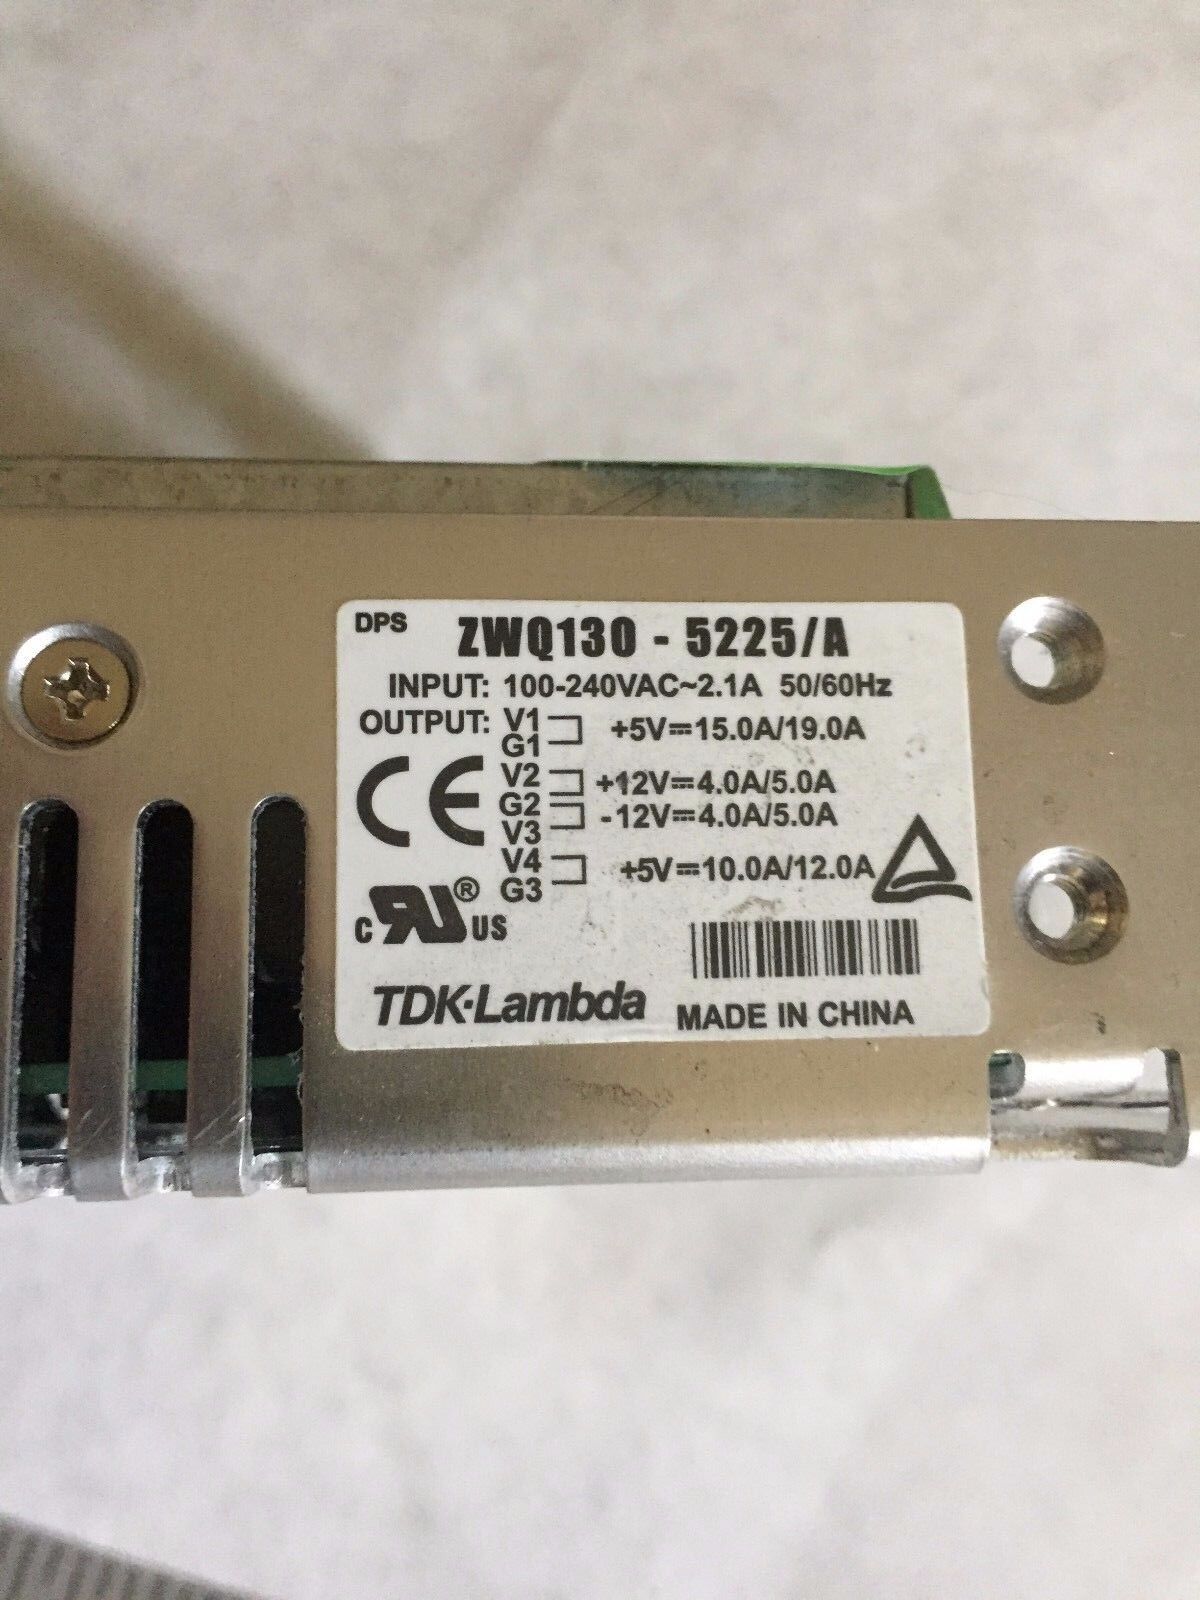 DPS ZWQ130 - 5225/A
INPUT: 100-240VAC~2.1A 50/60Hz
OUTPUT: V1
G1 +5V⎓15.0A/19.0A
V2
G2 +12V⎓4.0A/5.0A
V3 -12V⎓4.0A/5.0A
V4
G3 +5V⎓10.0A/12.0A
CE
C RU® US
TDK·Lambda
MADE IN CHINA